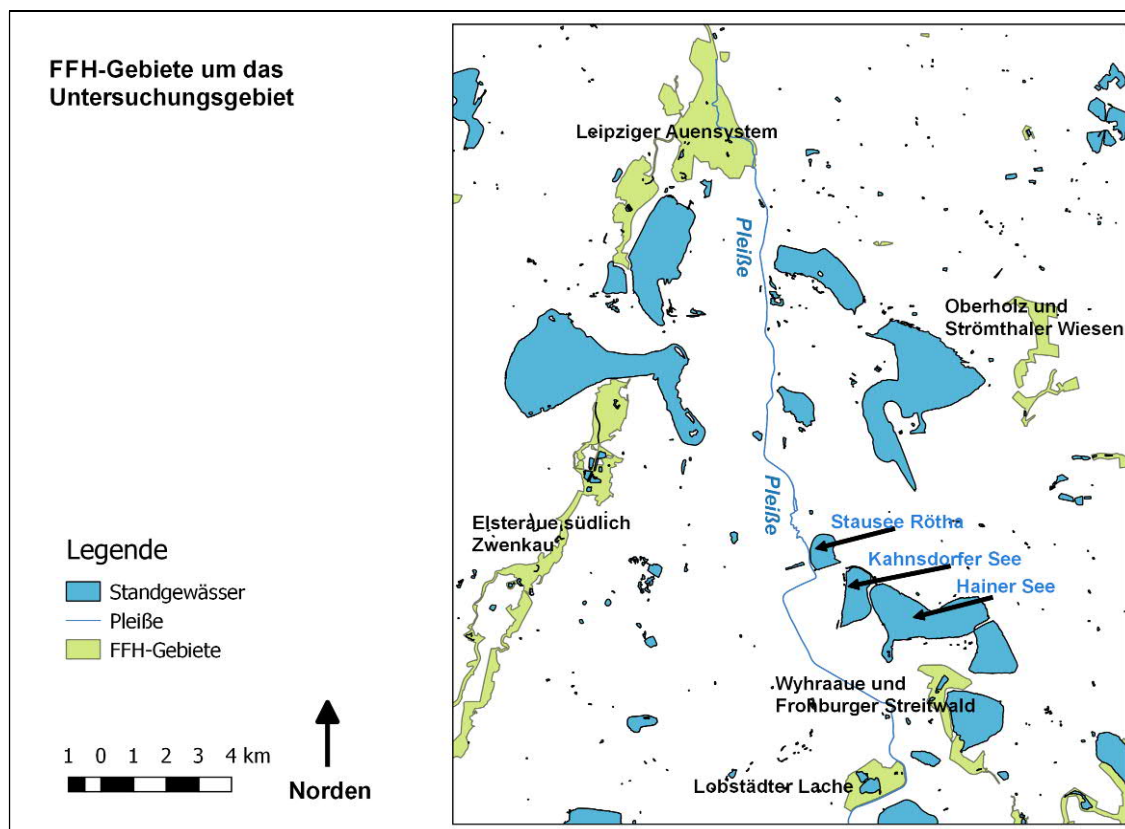 FFH-Gebiete um das
Untersuchungsgebiet
Leipziger Auensystem
Pleiße
Oberholz und
Strömthaler Wiesen
Pleiße
Elsteraue südlich
Zwenkau
Stausee Rötha
Kahnsdorfer See
Hainer See
Wyhraaue und
Frohburger Streitwald
Lobstädter Lache
Legende
Standgewässer
Pleiße
FFH-Gebiete
1 0 1 2 3 4 km
Norden